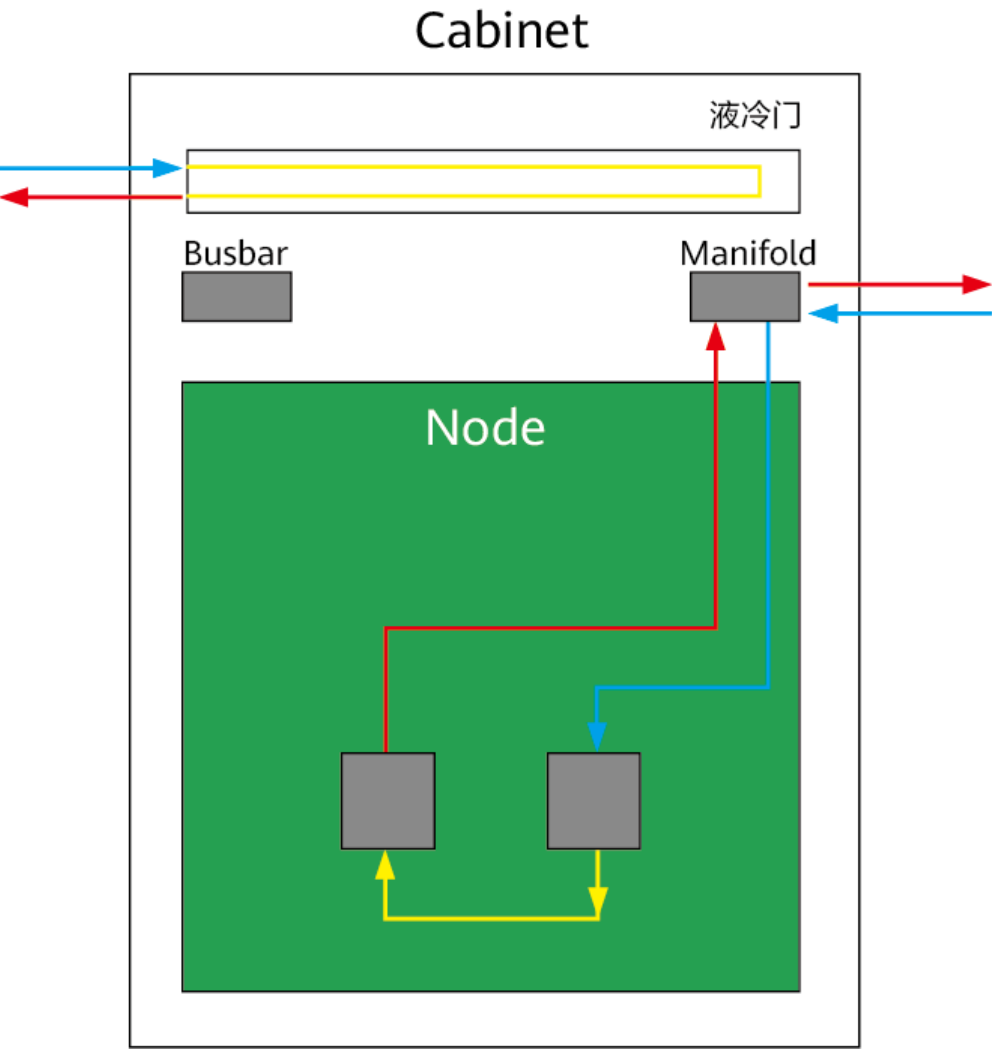 Cabinet
液冷门
Busbar
Manifold
Node